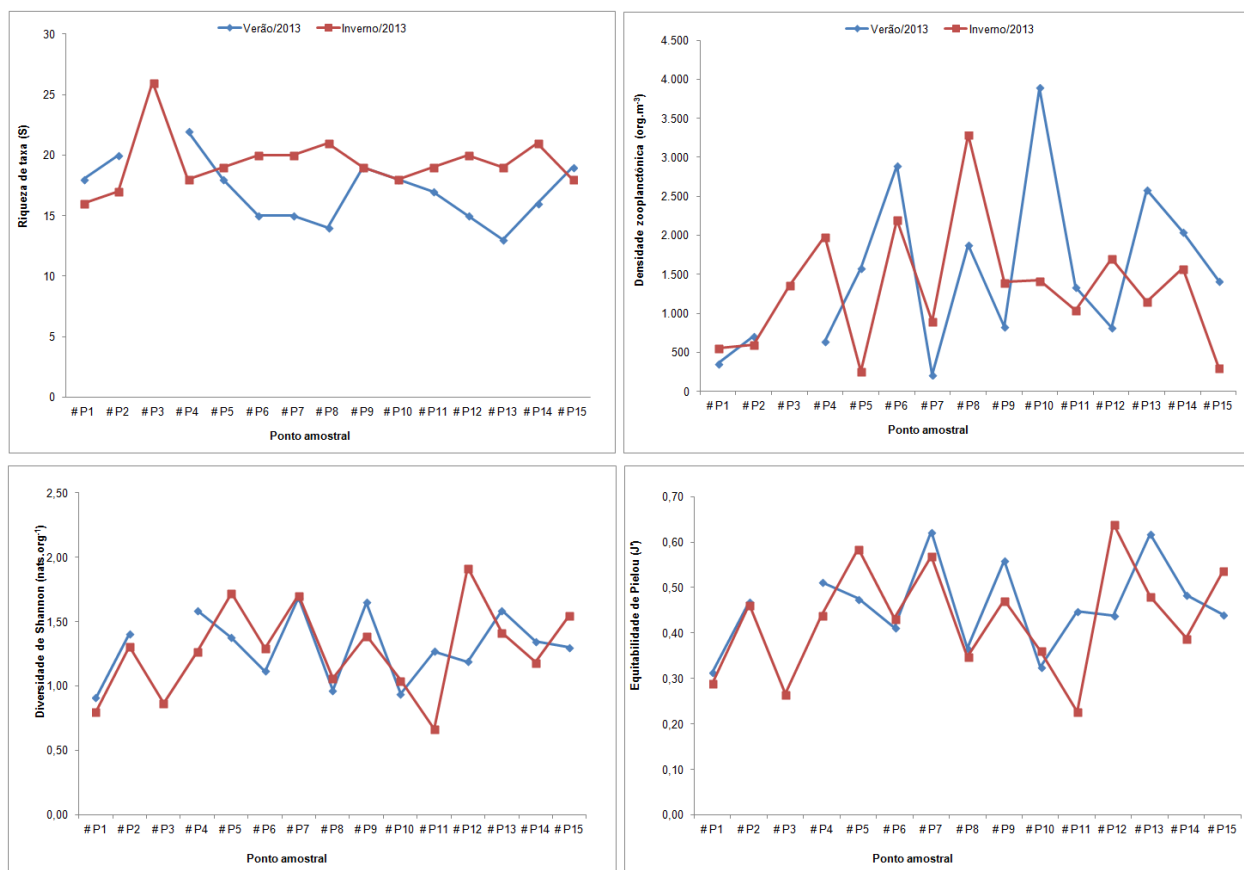 Verão/2013 Inverno/2013
30
25
20
15
10
5
0
Riqueza de taxa (S)
# P1 # P2 # P3 # P4 # P5 # P6 # P7 # P8 # P9 # P10 # P11 # P12 # P13 # P14 # P15
Ponto amostral
Verão/2013 Inverno/2013
4.500
4.000
3.500
3.000
2.500
2.000
1.500
1.000
500
0
Densidade zooplanctónica (org.m⁻³)
# P1 # P2 # P3 # P4 # P5 # P6 # P7 # P8 # P9 # P10 # P11 # P12 # P13 # P14 # P15
Ponto amostral
2,50
2,00
1,50
1,00
0,50
0,00
Diversidade de Shannon (nats.org⁻¹)
# P1 # P2 # P3 # P4 # P5 # P6 # P7 # P8 # P9 # P10 # P11 # P12 # P13 # P14 # P15
Ponto amostral
0,70
0,60
0,50
0,40
0,30
0,20
0,10
0,00
Equitabilidade de Pielou (J')
# P1 # P2 # P3 # P4 # P5 # P6 # P7 # P8 # P9 # P10 # P11 # P12 # P13 # P14 # P15
Ponto amostral